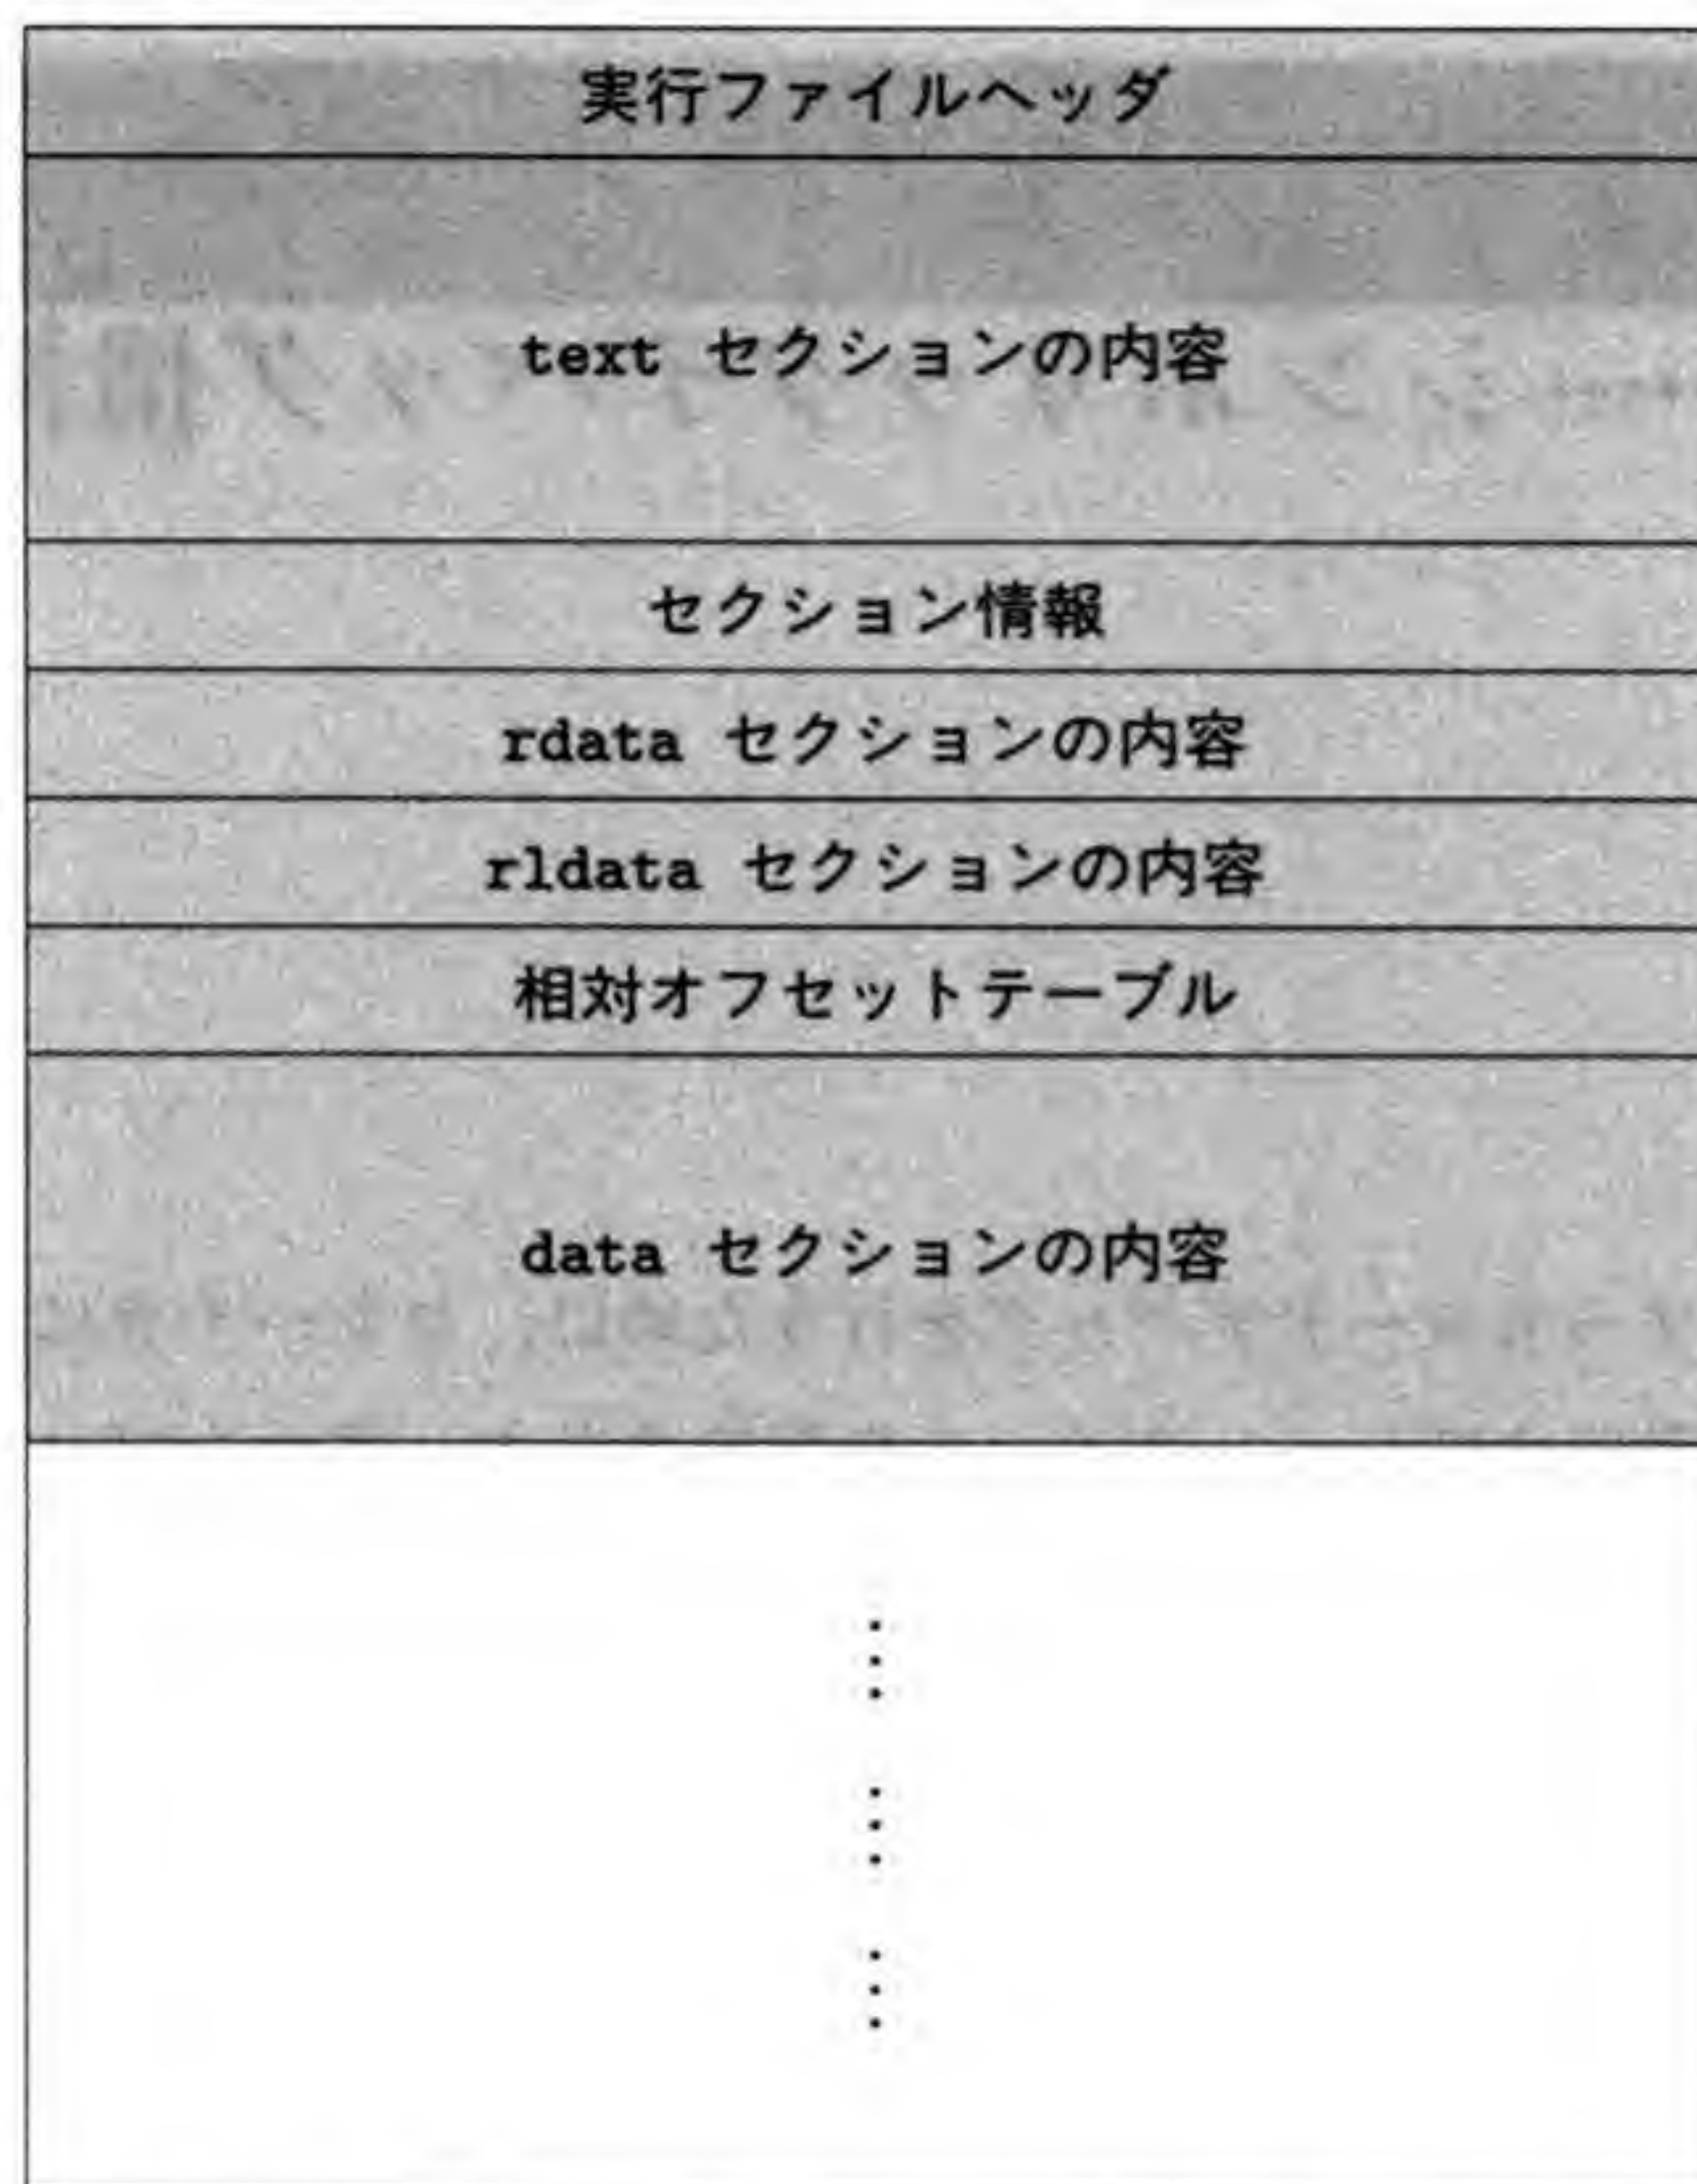 実行ファイルヘッダ
text セクションの内容
セクション情報
rdata セクションの内容
rldata セクションの内容
相対オフセットテーブル
data セクションの内容